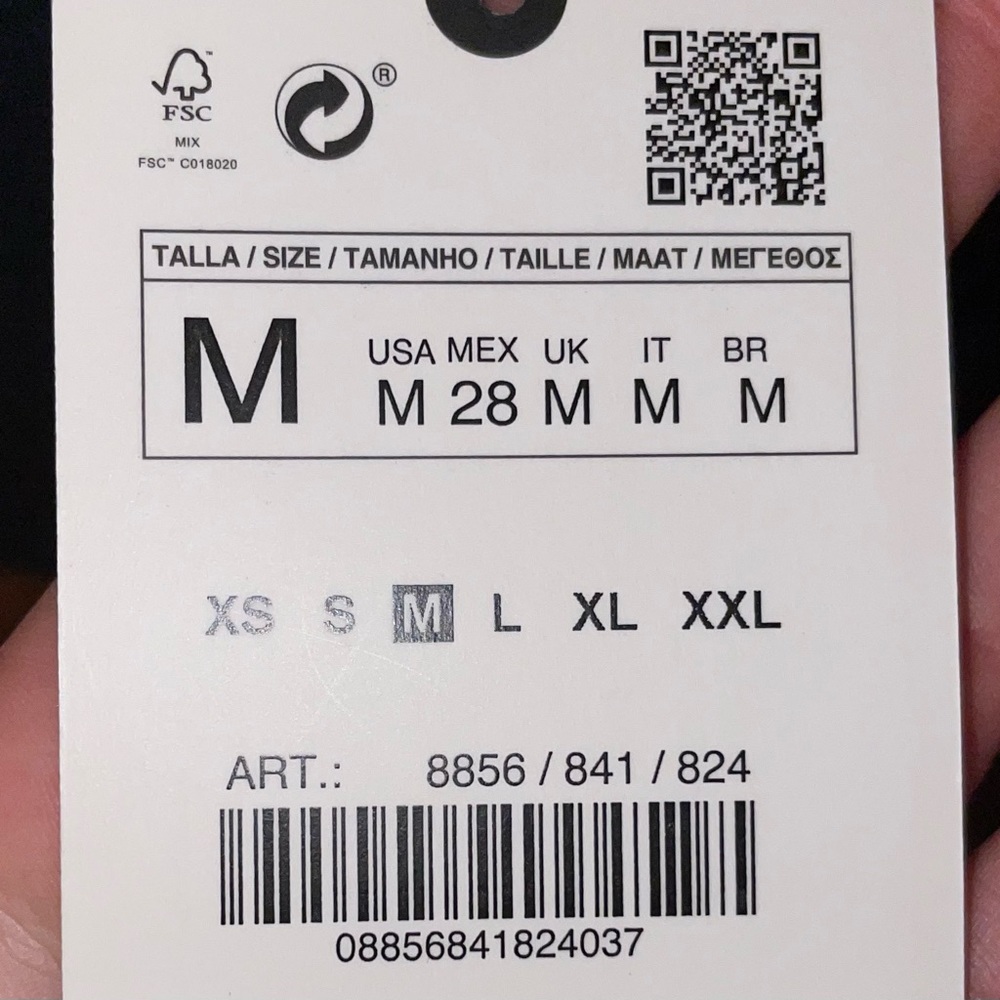 FSC™
®
MIX
FSC™ C018020
TALLA / SIZE / TAMANHO / TAILLE / MAAT / ΜΕΓΕΘΟΣ
M
USA MEX UK IT BR
M 28 M M M
XS S M L XL XXL
ART.: 8856 / 841 / 824
08856841824037